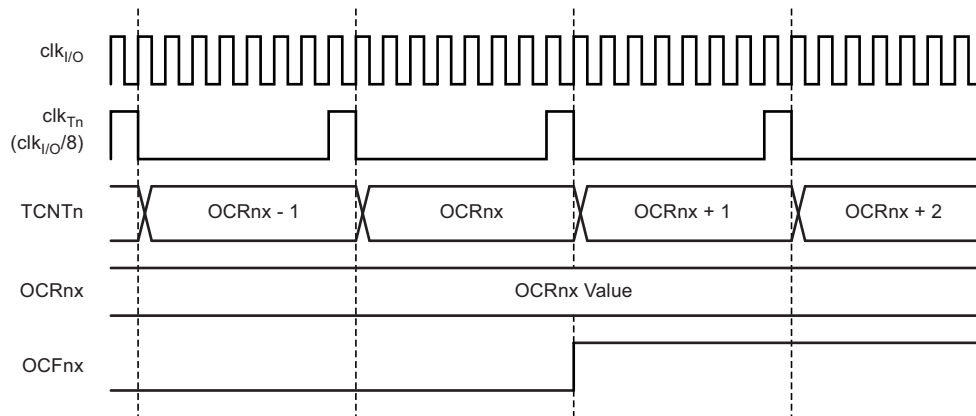 clkI/O
clkTn
(clkI/O/8)
TCNTn OCRnx - 1 OCRnx OCRnx + 1 OCRnx + 2
OCRnx OCRnx Value
OCFnx